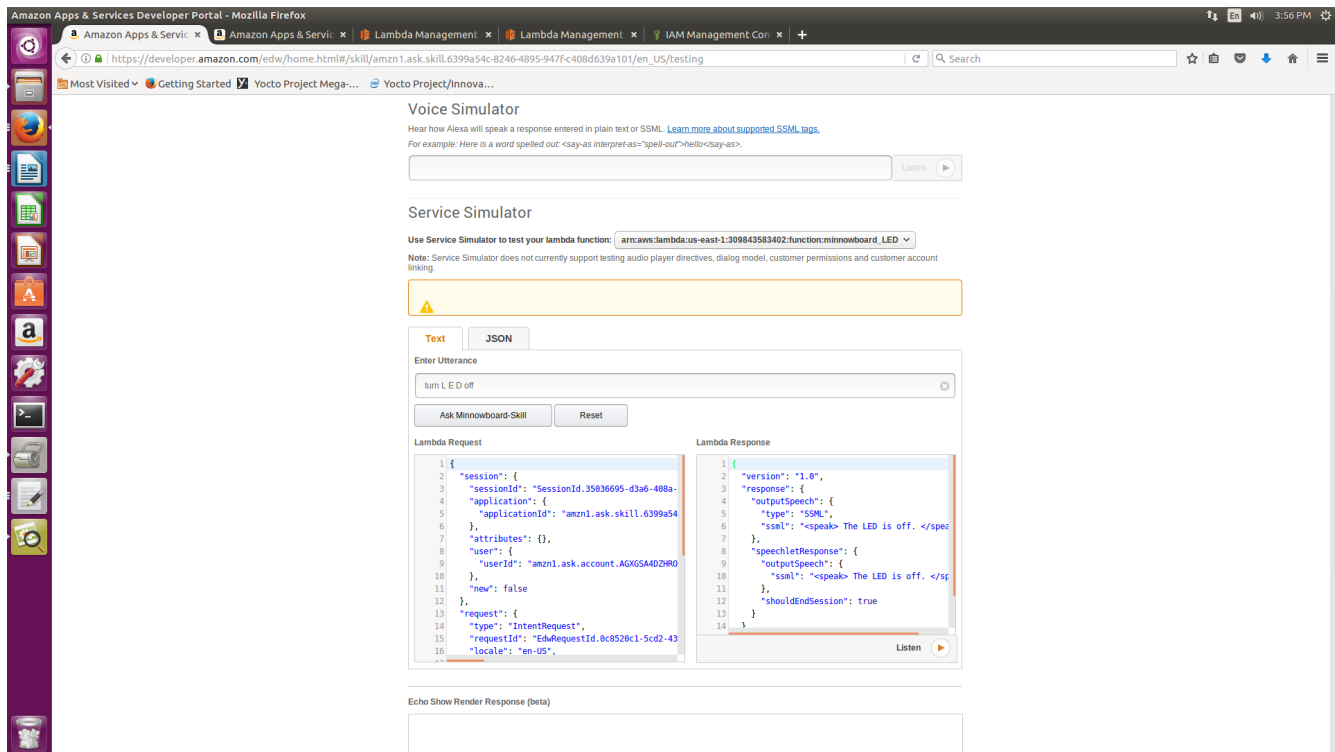 Amazon Apps & Services Developer Portal - Mozilla Firefox
En 3:56 PM
Amazon Apps & Servic × Amazon Apps & Servic × Lambda Management × Lambda Management × IAM Management Con × +
https://developer.amazon.com/edw/home.html#/skill/amzn1.ask.skill.6399a54c-8246-4895-947f-c408d639a101/en_US/testing
Search
Most Visited Getting Started Yocto Project Mega-... Yocto Project/Innova...
Voice Simulator
Hear how Alexa will speak a response entered in plain text or SSML. Learn more about supported SSML tags.
For example: Here is a word spelled out: <say-as interpret-as="spell-out">hello</say-as>.
Listen
Service Simulator
Use Service Simulator to test your lambda function: arn:aws:lambda:us-east-1:309843583402:function:minnowboard_LED
Note: Service Simulator does not currently support testing audio player directives, dialog model, customer permissions and customer account
linking.
Text JSON
Enter Utterance
turn L E D off
Ask Minnowboard-Skill Reset
Lambda Request
1 {
2 "session": {
3 "sessionId": "SessionId.35036695-d3a6-408a-
4 "application": {
5 "applicationId": "amzn1.ask.skill.6399a54
6 },
7 "attributes": {},
8 "user": {
9 "userId": "amzn1.ask.account.AGXGSA4DZHRO
10 },
11 "new": false
12 },
13 "request": {
14 "type": "IntentRequest",
15 "requestId": "EdwRequestId.0c8520c1-5cd2-43
16 "locale": "en-US",
Lambda Response
1 {
2 "version": "1.0",
3 "response": {
4 "outputSpeech": {
5 "type": "SSML",
6 "ssml": "<speak> The LED is off. </spea
7 },
8 "speechletResponse": {
9 "outputSpeech": {
10 "ssml": "<speak> The LED is off. </sp
11 },
12 "shouldEndSession": true
13 }
14 }
Listen
Echo Show Render Response (beta)